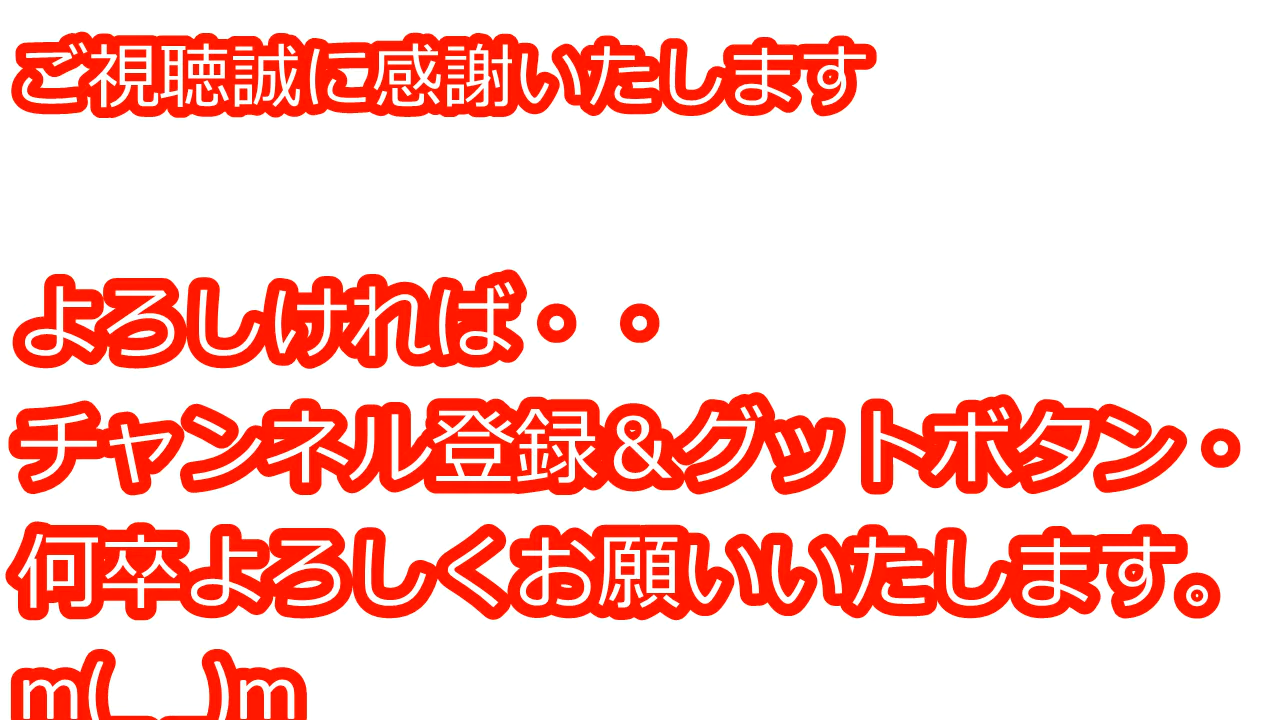 ご視聴誠に感謝いたします
よろしければ・・
チャンネル登録＆グットボタン・
何卒よろしくお願いいたします。
m(__)m